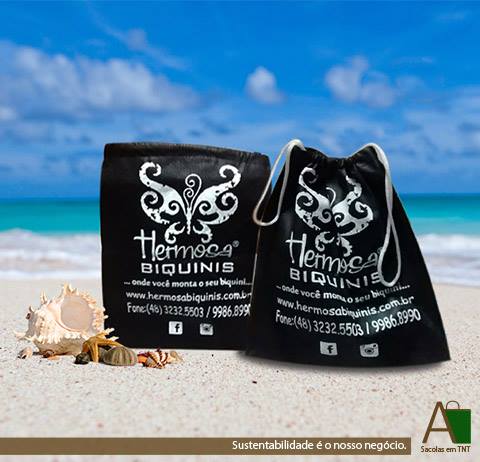 Hermosa®
BIQUINIS
...onde você monta o seu biquini...
www.hermosabiquinis.com.br
Fone:(48) 3232.5503 / 9986.8990
f
Hermosa
BIQUINIS
...onde você monta o seu biquini...
www.hermosabiquinis.com.br
Fone:(48) 3232.5503 / 9986.8990
f
Sustentabilidade é o nosso negócio.
A
Sacolas em TNT